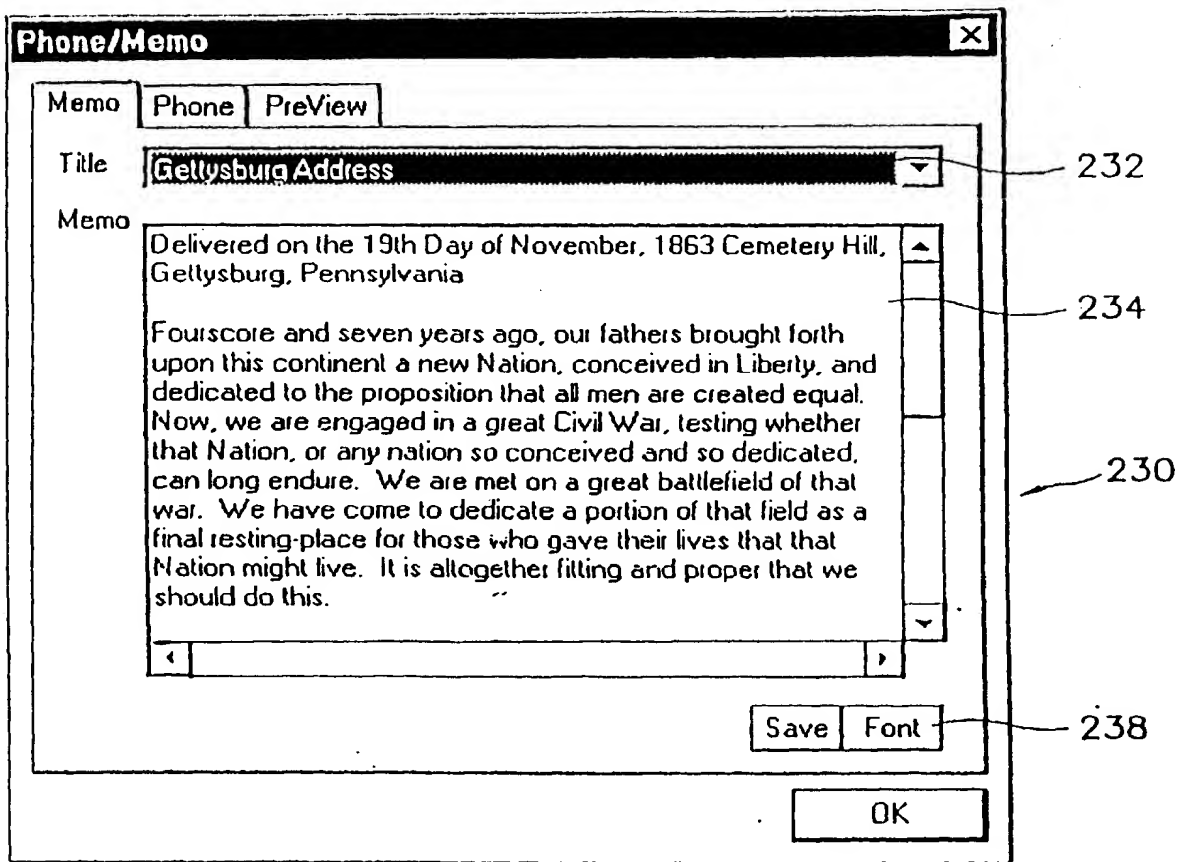 Phone/Memo
Memo Phone PreView
Title Gettysburg Address
232
Memo
Delivered on the 19th Day of November, 1863 Cemetery Hill,
Gettysburg, Pennsylvania
234
Fourscore and seven years ago, our fathers brought forth
upon this continent a new Nation, conceived in Liberty, and
dedicated to the proposition that all men are created equal.
Now, we are engaged in a great Civil War, testing whether
that Nation, or any nation so conceived and so dedicated,
can long endure. We are met on a great battlefield of that
230
war. We have come to dedicate a portion of that field as a
final resting-place for those who gave their lives that that
Nation might live. It is altogether fitting and proper that we
should do this.
Save Font
238
OK